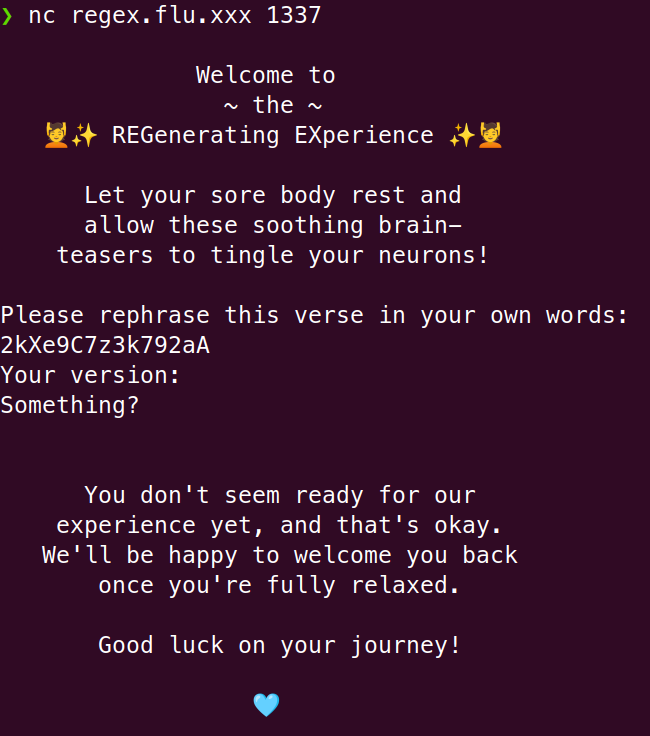 ❯ nc regex.flu.xxx 1337
Welcome to
~ the ~
💆✨ REGenerating EXperience ✨💆
Let your sore body rest and
allow these soothing brain-
teasers to tingle your neurons!
Please rephrase this verse in your own words:
2kXe9C7z3k792aA
Your version:
Something?
You don't seem ready for our
experience yet, and that's okay.
We'll be happy to welcome you back
once you're fully relaxed.
Good luck on your journey!
🩵